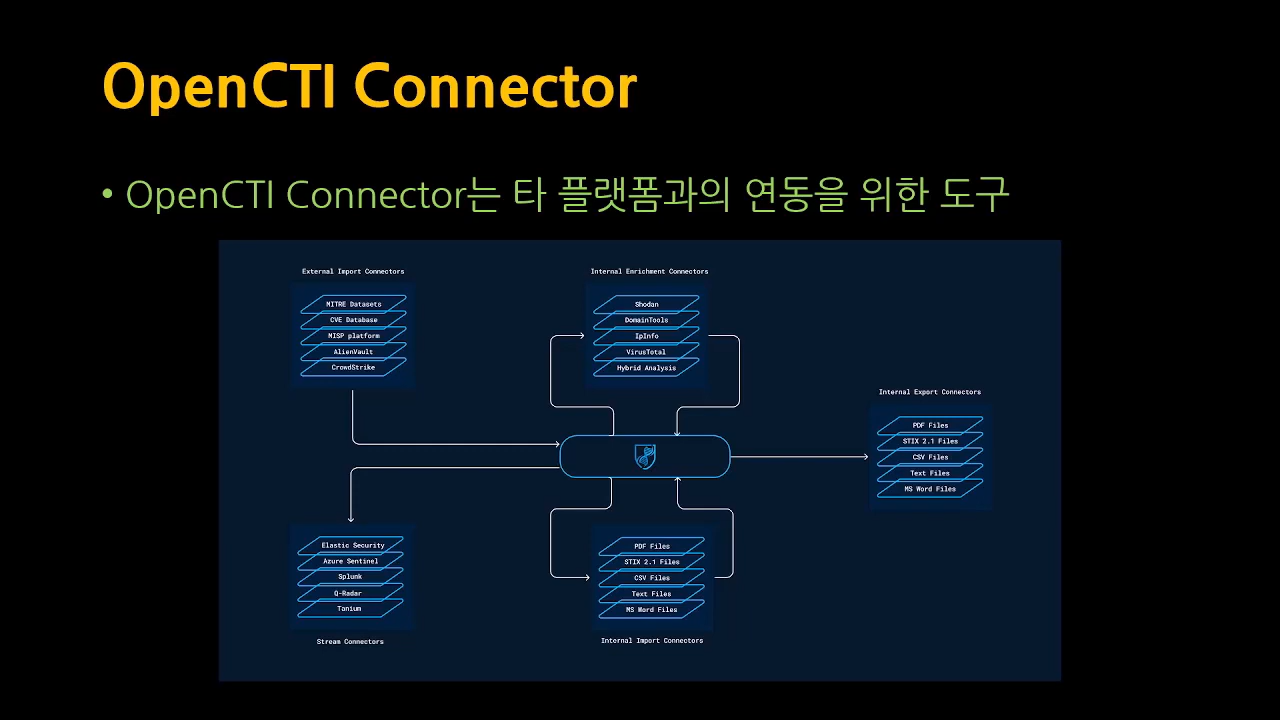 OpenCTI Connector
• OpenCTI Connector는 타 플랫폼과의 연동을 위한 도구
External Import Connectors
MITRE Datasets
CVE Database
MISP platform
AlienVault
CrowdStrike
Internal Enrichment Connectors
Shodan
DomainTools
IpInfo
VirusTotal
Hybrid Analysis
Internal Export Connectors
PDF Files
STIX 2.1 Files
CSV Files
Text Files
MS Word Files
Elastic Security
Azure Sentinel
Splunk
Q-Radar
Tanium
Stream Connectors
PDF Files
STIX 2.1 Files
CSV Files
Text Files
MS Word Files
Internal Import Connectors